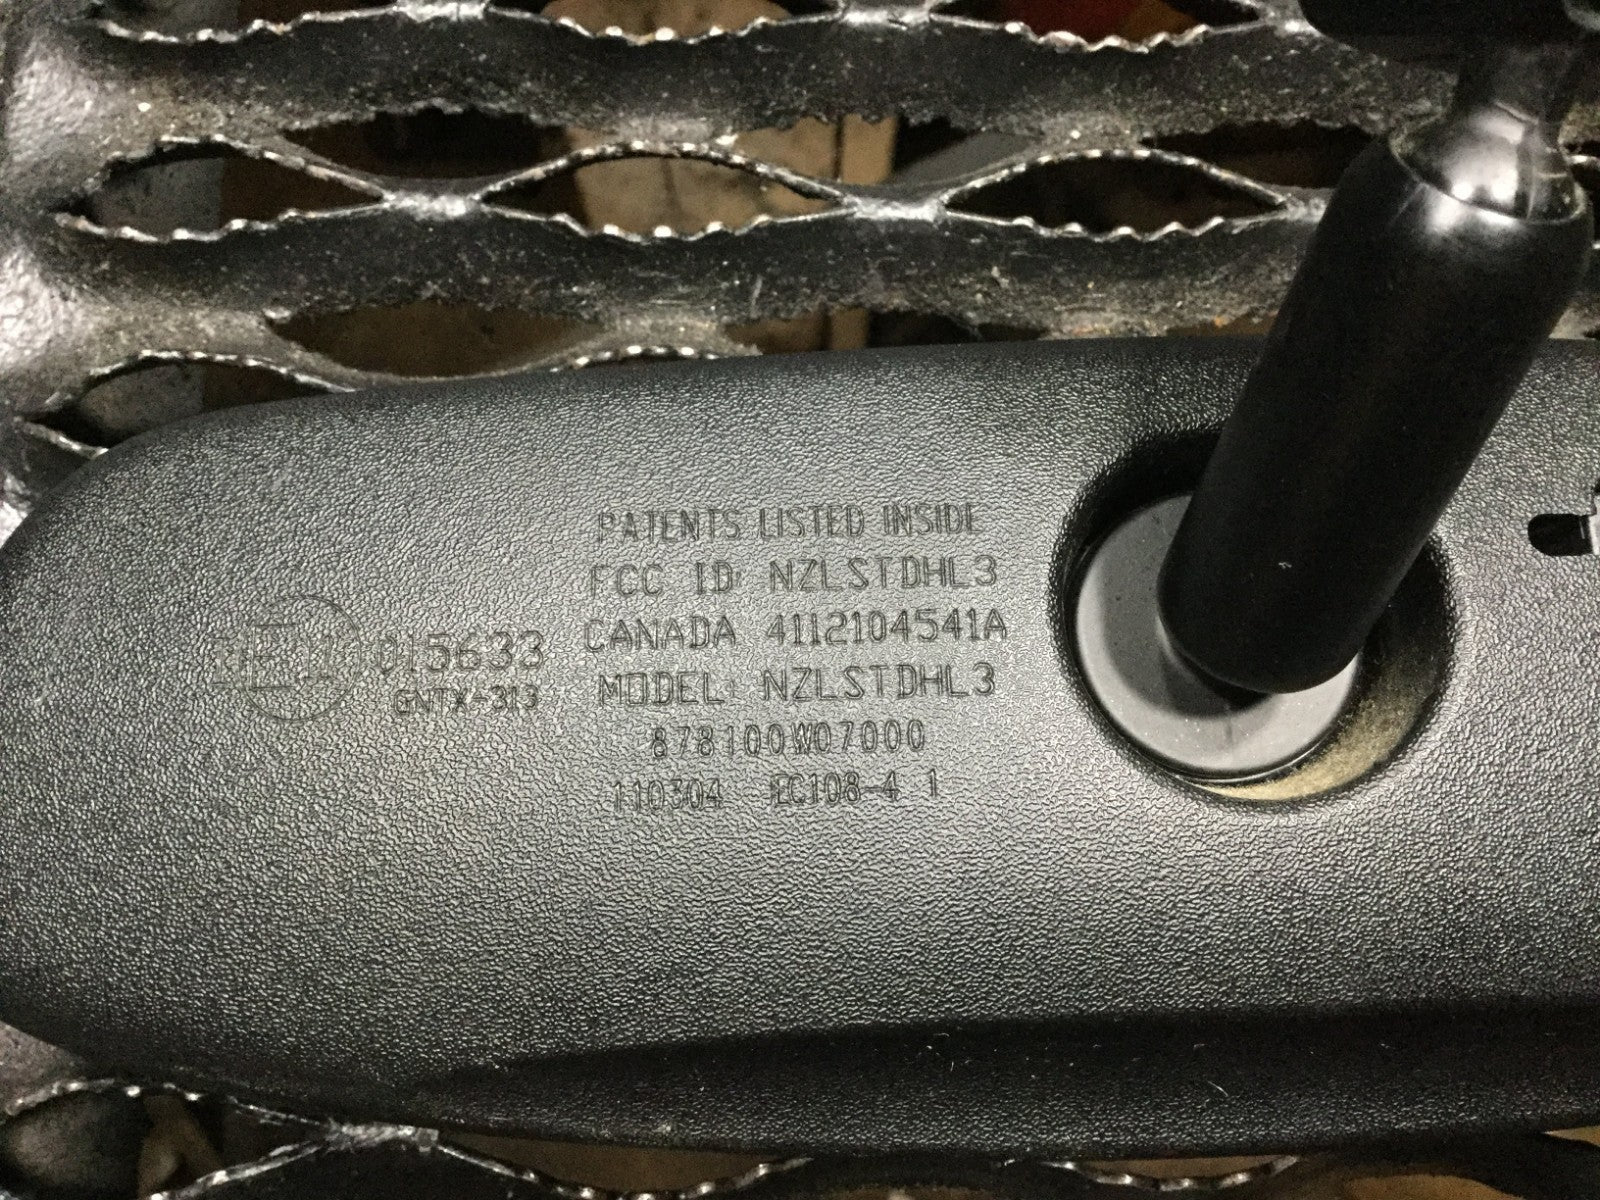 PATENTS LISTED INSIDE
FCC ID: NZLSTDHL3
CANADA 4112104541A
MODEL: NZLSTDHL3
878100W07000
110304 EC108-4 1
015633
GNTX-313